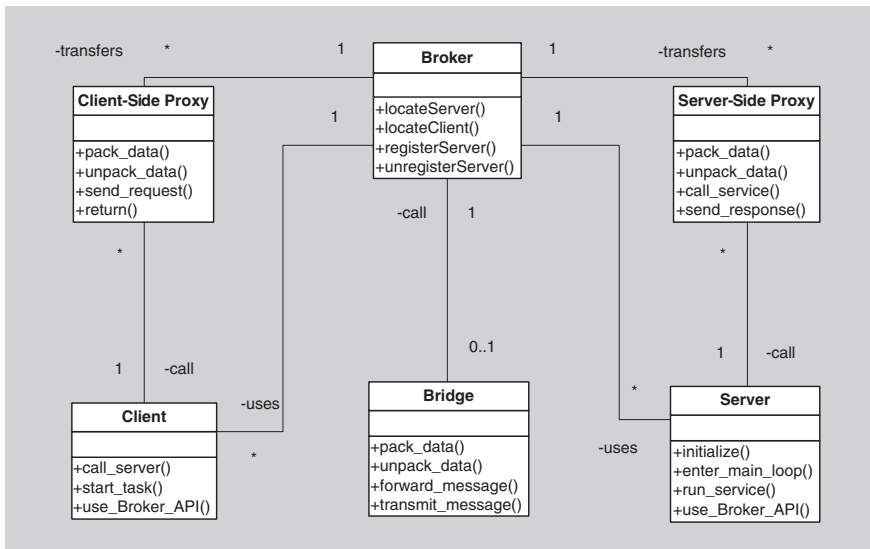 -transfers * 1 Broker 1 -transfers *
Client-Side Proxy
+pack_data()
+unpack_data()
+send_request()
+return()
+locateServer()
+locateClient()
+registerServer()
+unregisterServer()
Server-Side Proxy
+pack_data()
+unpack_data()
+call_service()
+send_response()
1 1
-call 1
* *
0..1
1 -call
1 -call
-uses
*
*
-uses
Client
+call_server()
+start_task()
+use_Broker_API()
Bridge
+pack_data()
+unpack_data()
+forward_message()
+transmit_message()
Server
+initialize()
+enter_main_loop()
+run_service()
+use_Broker_API()